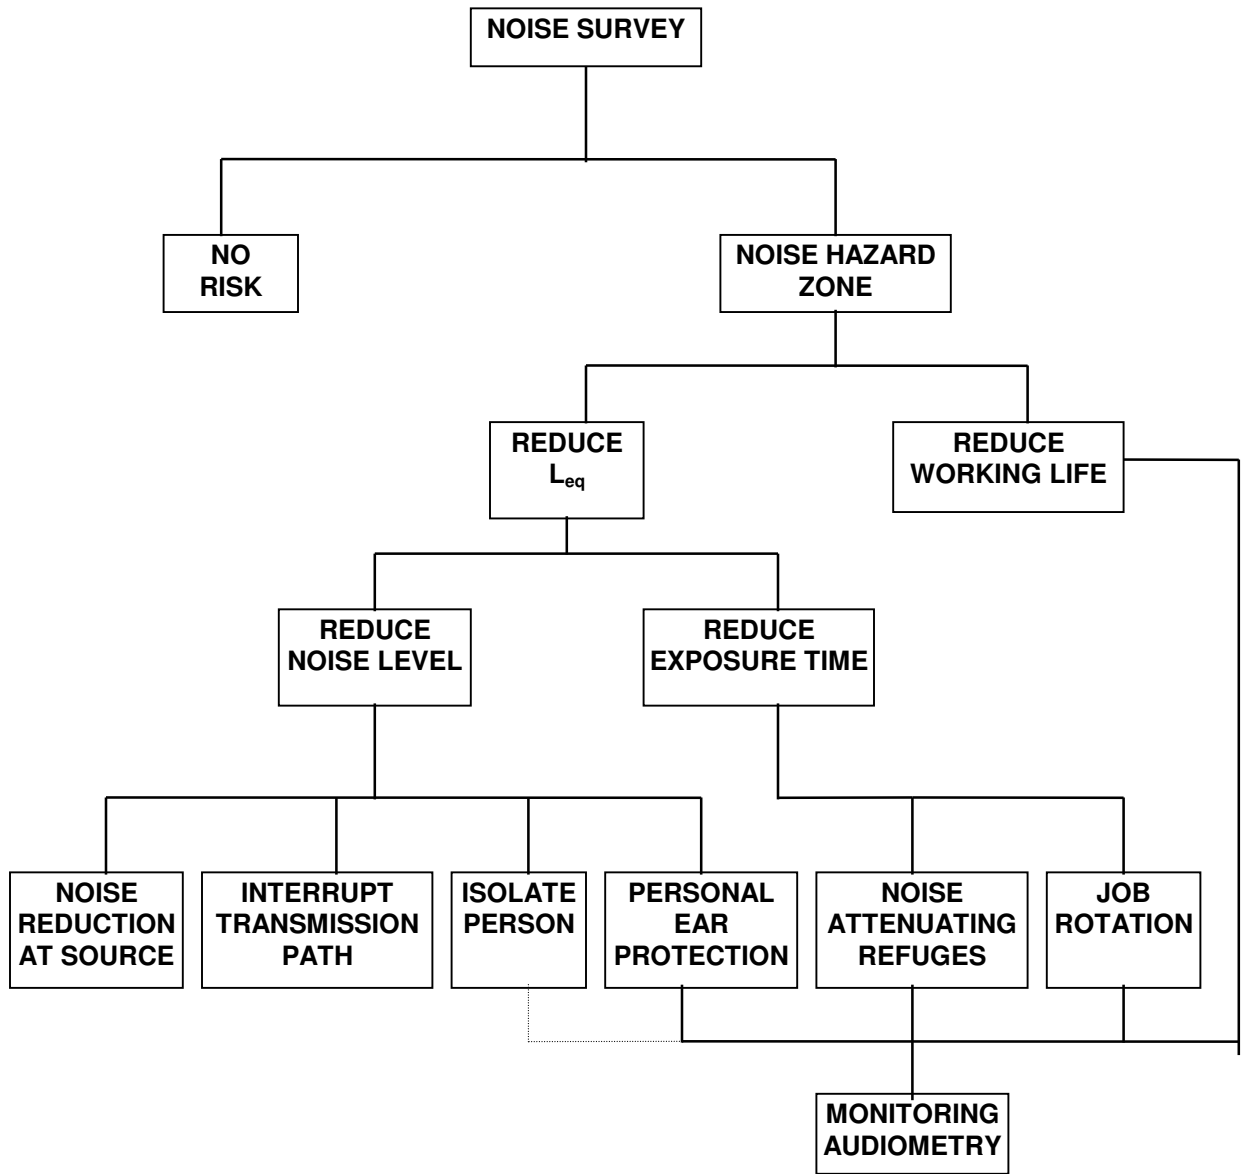 NOISE SURVEY
NO
RISK
NOISE HAZARD
ZONE
REDUCE
Leq
REDUCE
WORKING LIFE
REDUCE
NOISE LEVEL
REDUCE
EXPOSURE TIME
NOISE
REDUCTION
AT SOURCE
INTERRUPT
TRANSMISSION
PATH
ISOLATE
PERSON
PERSONAL
EAR
PROTECTION
NOISE
ATTENUATING
REFUGES
JOB
ROTATION
MONITORING
AUDIOMETRY